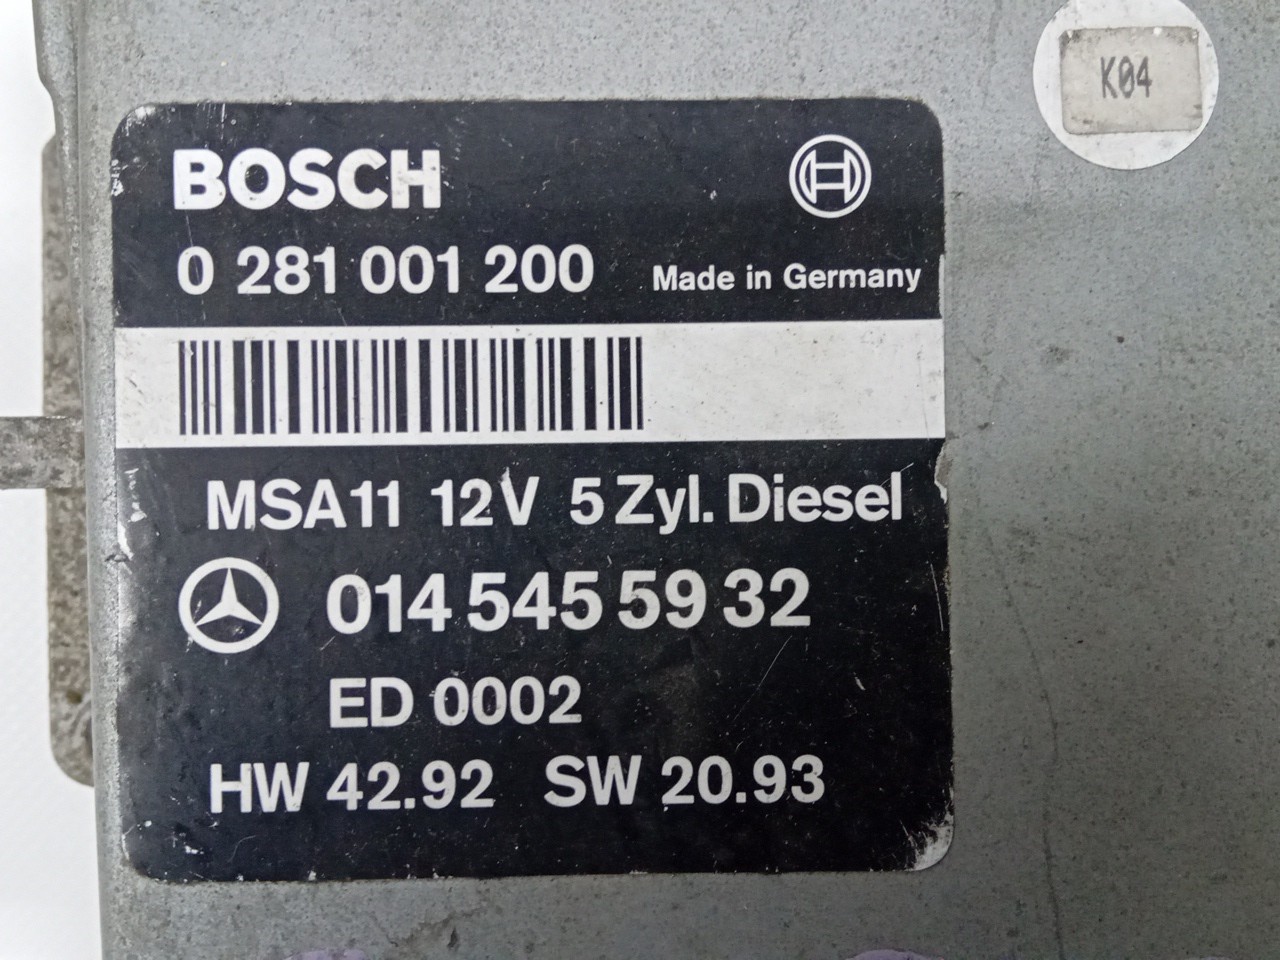 K04
BOSCH
0 281 001 200 Made in Germany
MSA11 12V 5 Zyl. Diesel
014 545 59 32
ED 0002
HW 42.92 SW 20.93